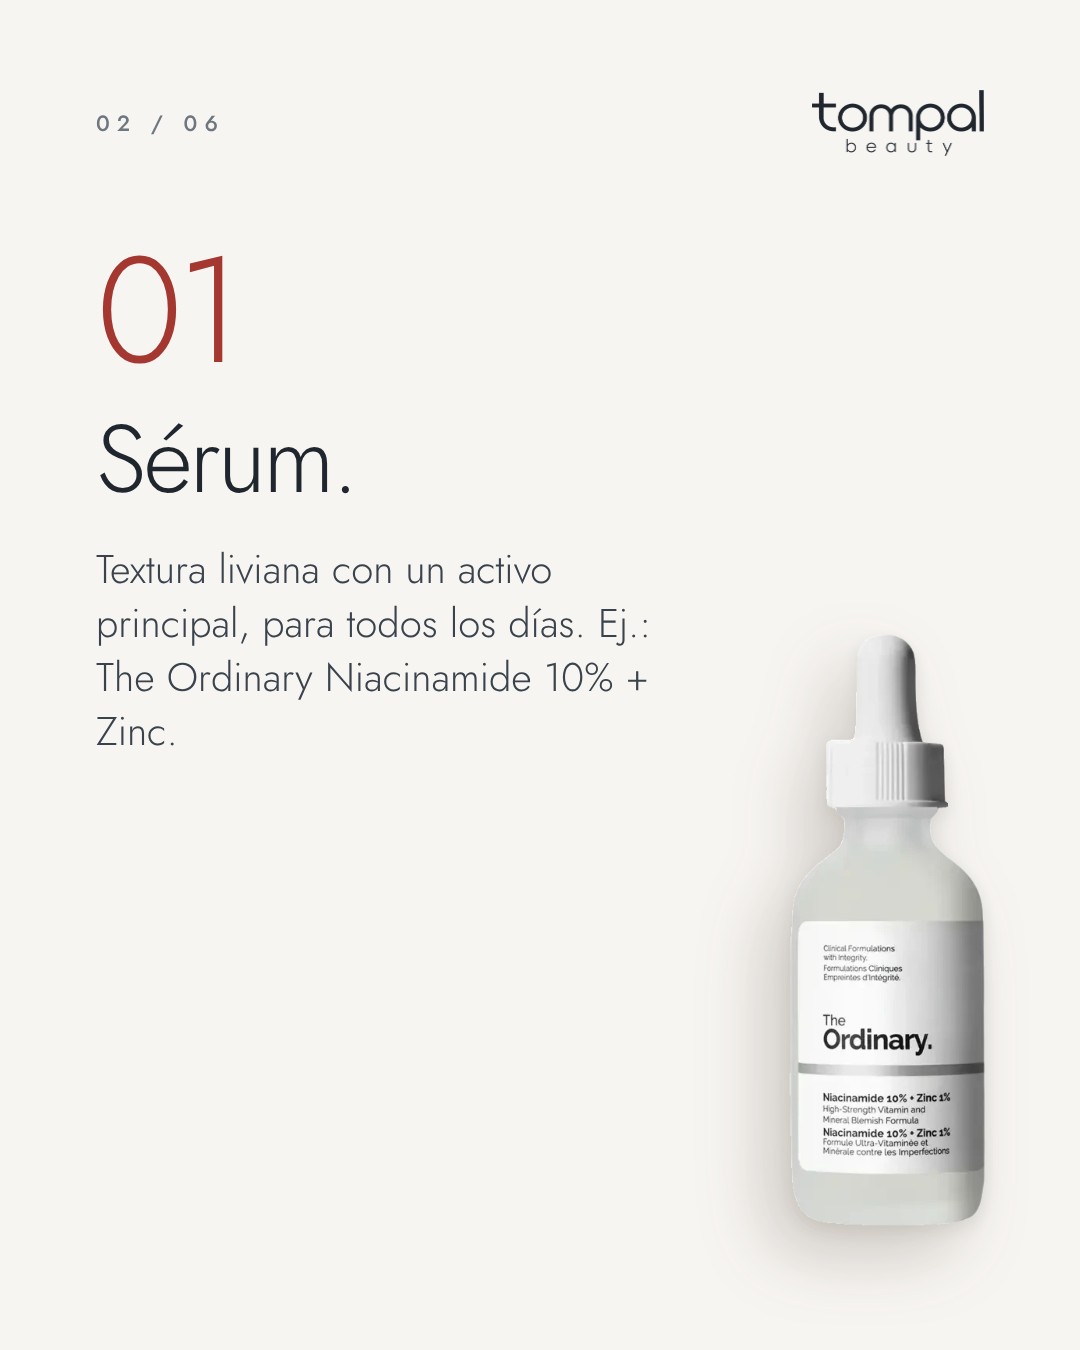 02 / 06
tompal
beauty
01
Sérum.
Textura liviana con un activo
principal, para todos los días. Ej.:
The Ordinary Niacinamide 10% +
Zinc.
Clinical Formulations
with Integrity.
Formulations Cliniques
Empreintes d'Intégrité.
The
Ordinary.
Niacinamide 10% + Zinc 1%
High-Strength Vitamin and
Mineral Blemish Formula
Niacinamide 10% + Zinc 1%
Formule Ultra-Vitaminée et
Minérale contre les Imperfections